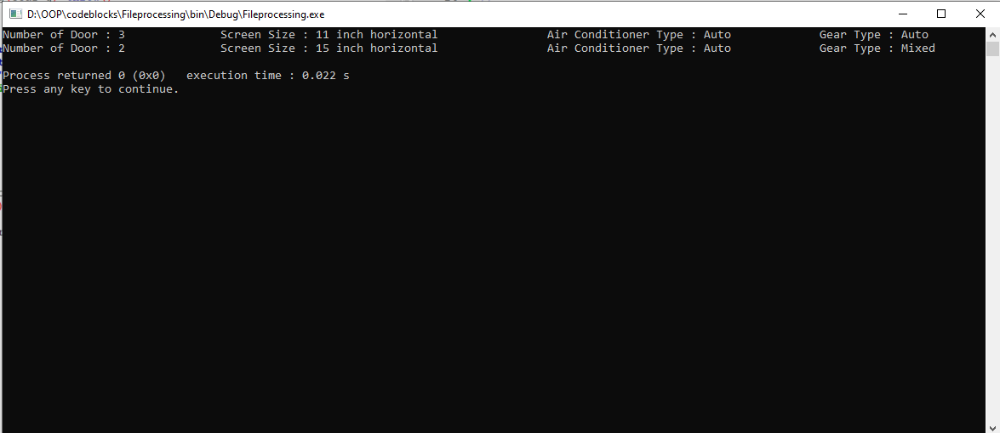 D:\OOP\codeblocks\Fileprocessing\bin\Debug\Fileprocessing.exe
Number of Door : 3 Screen Size : 11 inch horizontal Air Conditioner Type : Auto Gear Type : Auto
Number of Door : 2 Screen Size : 15 inch horizontal Air Conditioner Type : Auto Gear Type : Mixed
Process returned 0 (0x0) execution time : 0.022 s
Press any key to continue.